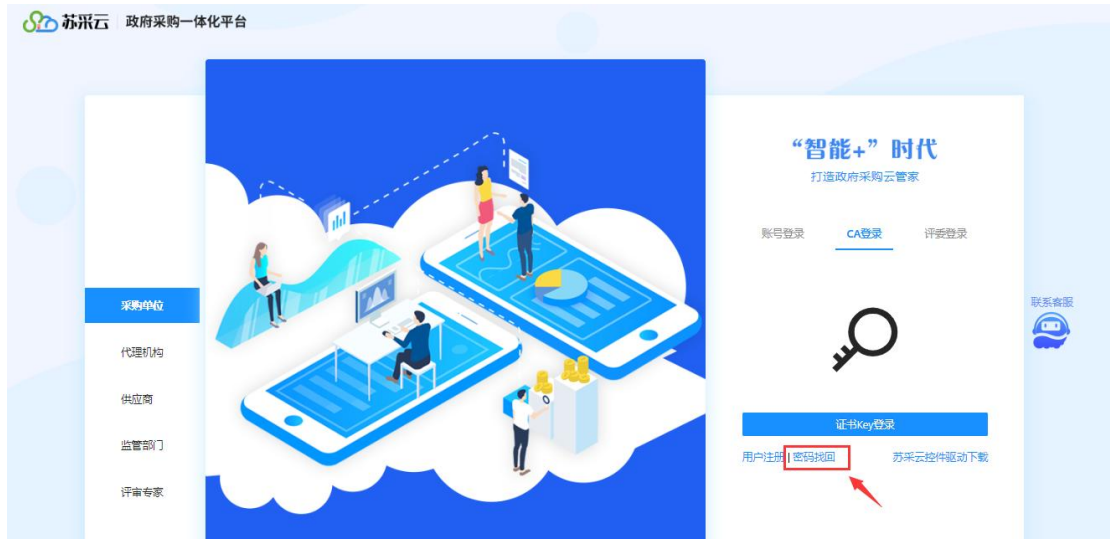 苏采云 政府采购一体化平台
“智能+”时代
打造政府采购云管家
账号登录 CA登录 评委登录
采购单位
代理机构
供应商
监管部门
评审专家
联系客服
证书Key登录
用户注册 | 密码找回 苏采云控件驱动下载